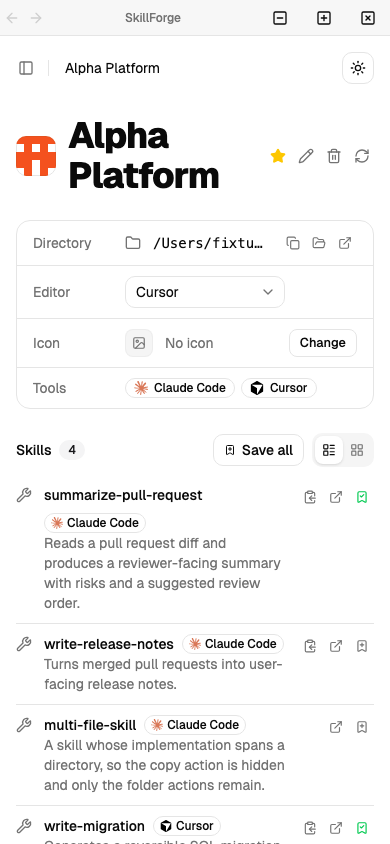 SkillForge
Alpha Platform
Alpha
Platform
Directory /Users/fixtu…
Editor Cursor
Icon No icon Change
Tools Claude Code Cursor
Skills 4 Save all
summarize-pull-request
Claude Code
Reads a pull request diff and
produces a reviewer-facing summary
with risks and a suggested review
order.
write-release-notes Claude Code
Turns merged pull requests into user-
facing release notes.
multi-file-skill Claude Code
A skill whose implementation spans a
directory, so the copy action is hidden
and only the folder actions remain.
write-migration Cursor